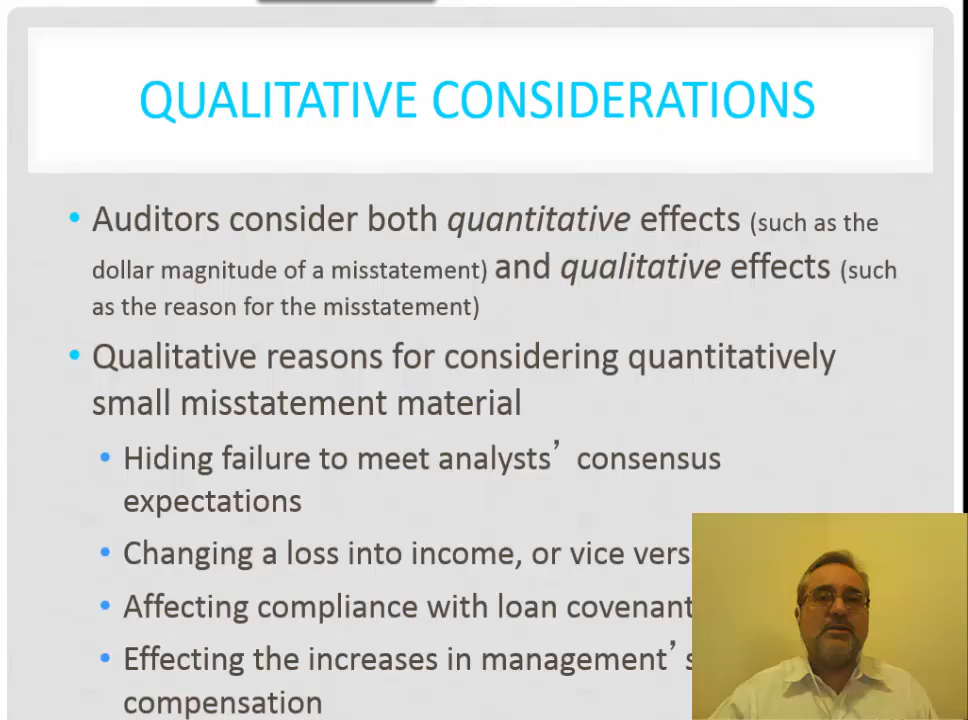 QUALITATIVE CONSIDERATIONS
• Auditors consider both quantitative effects (such as the
dollar magnitude of a misstatement) and qualitative effects (such
as the reason for the misstatement)
• Qualitative reasons for considering quantitatively
small misstatement material
• Hiding failure to meet analysts’ consensus
expectations
• Changing a loss into income, or vice vers
• Affecting compliance with loan covenant
• Effecting the increases in management’s
compensation